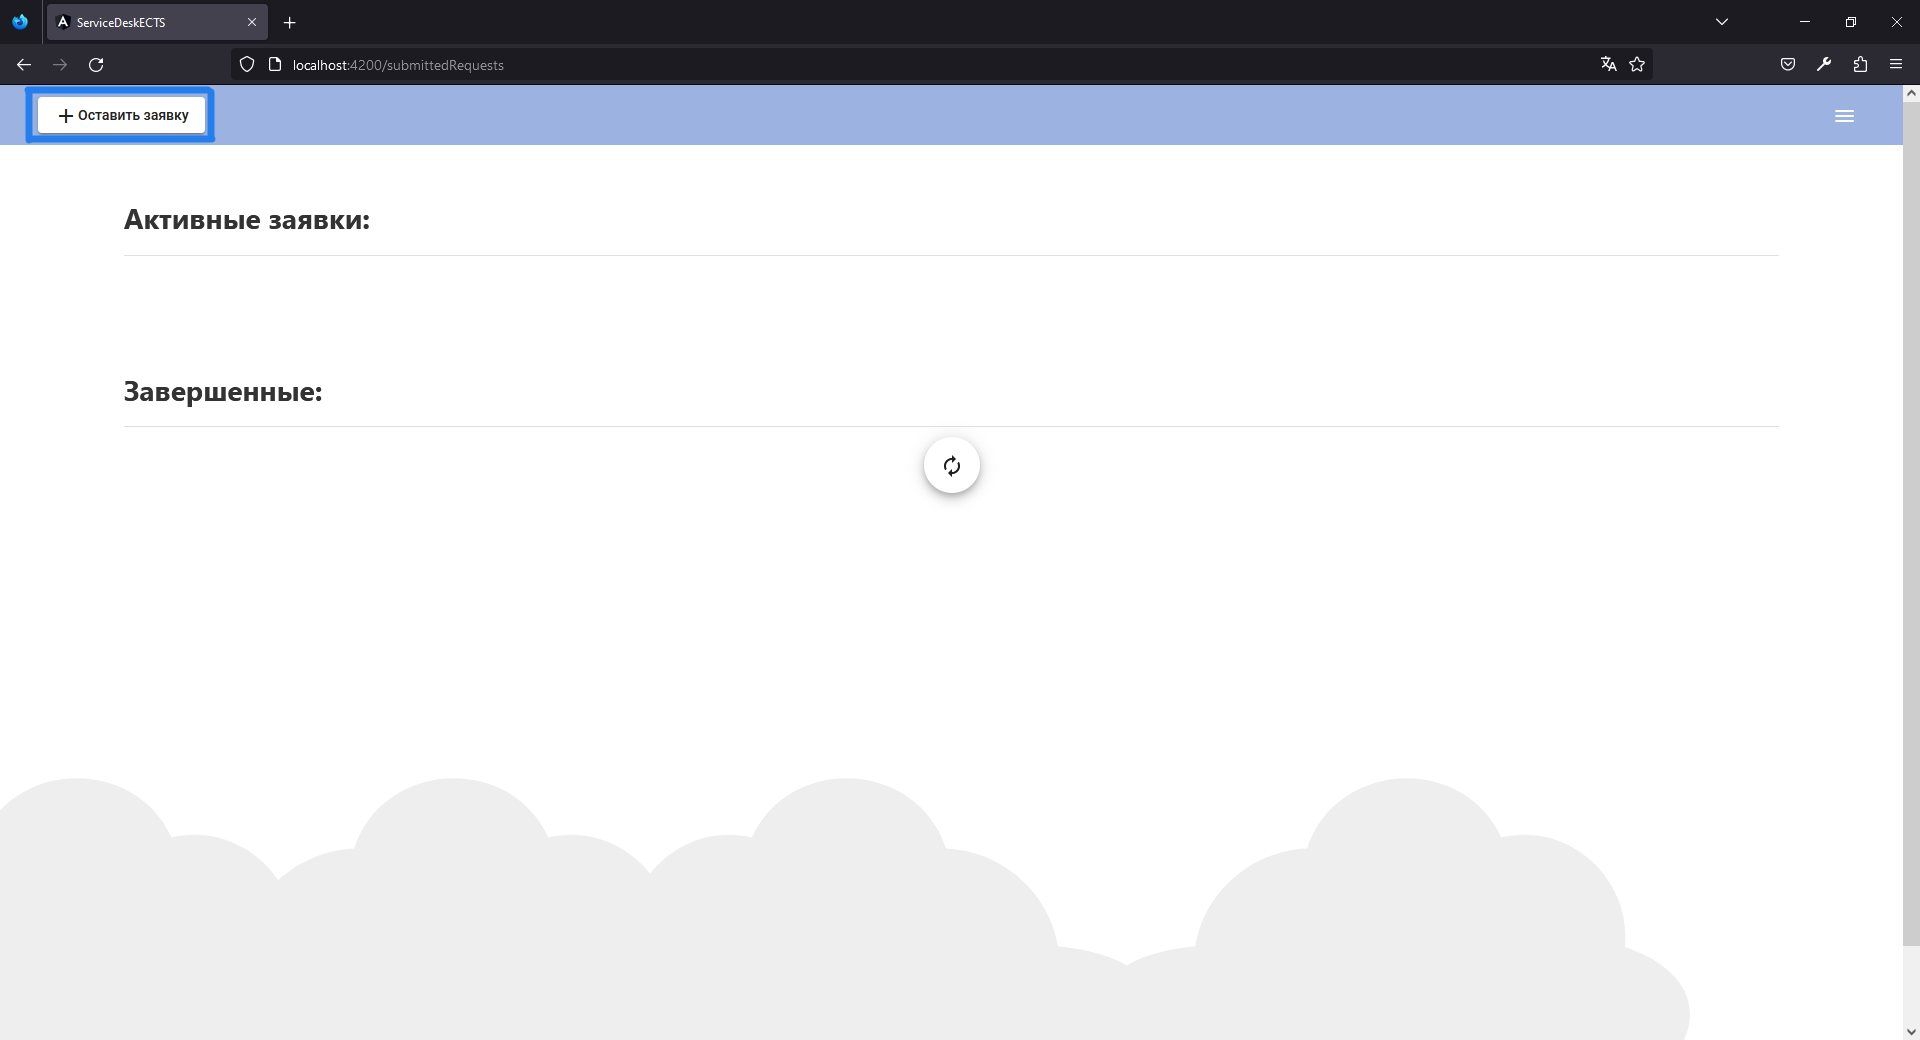 ServiceDeskECTS
localhost:4200/submittedRequests
Оставить заявку
Активные заявки:
Завершенные: